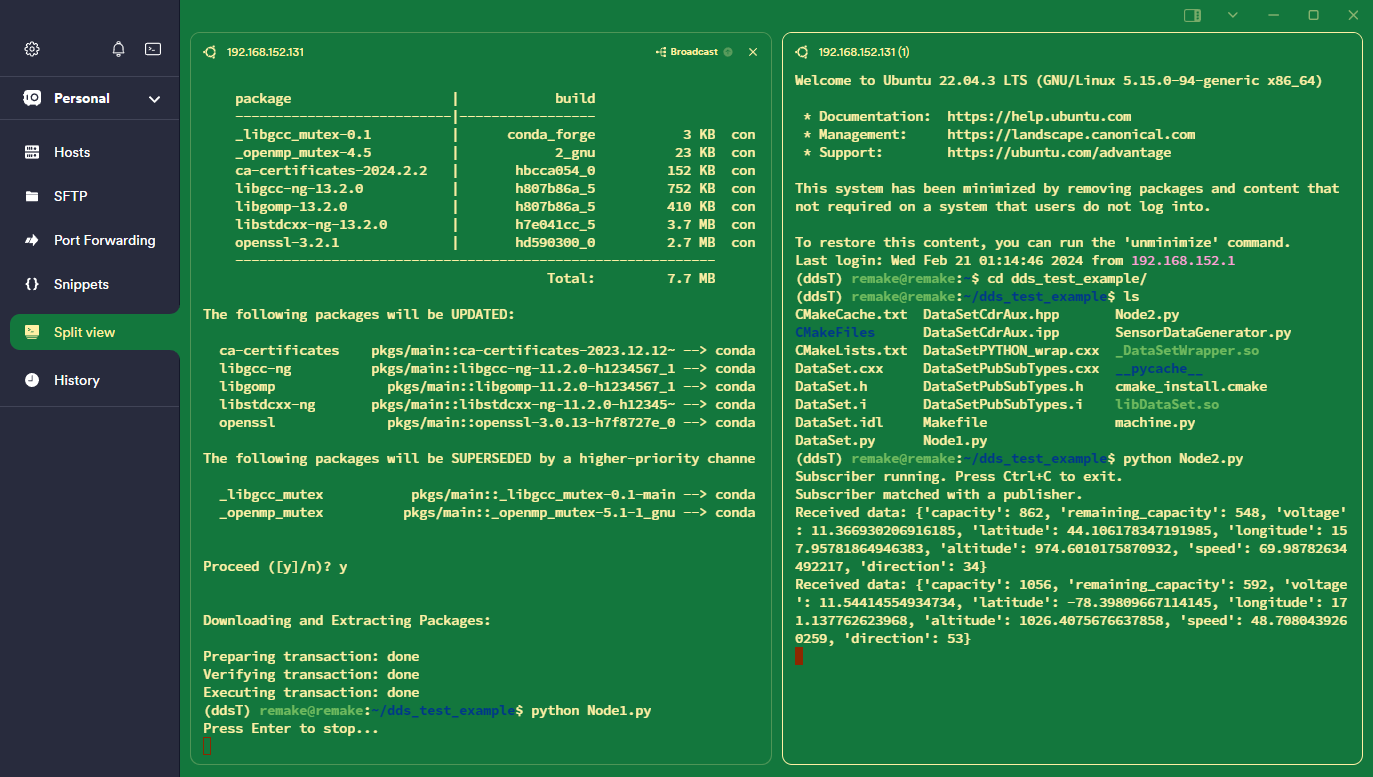 Personal
Hosts
SFTP
Port Forwarding
Snippets
Split view
History
192.168.152.131
Broadcast
package | build
---------------------------|-----------------
_libgcc_mutex-0.1 | conda_forge 3 KB con
_openmp_mutex-4.5 | 2_gnu 23 KB con
ca-certificates-2024.2.2 | hbcca054_0 152 KB con
libgcc-ng-13.2.0 | h807b86a_5 752 KB con
libgomp-13.2.0 | h807b86a_5 410 KB con
libstdcxx-ng-13.2.0 | h7e041cc_5 3.7 MB con
openssl-3.2.1 | hd590300_0 2.7 MB con
------------------------------------------------------------
Total: 7.7 MB
The following packages will be UPDATED:
ca-certificates pkgs/main::ca-certificates-2023.12.12~ --> conda
libgcc-ng pkgs/main::libgcc-ng-11.2.0-h1234567_1 --> conda
libgomp pkgs/main::libgomp-11.2.0-h1234567_1 --> conda
libstdcxx-ng pkgs/main::libstdcxx-ng-11.2.0-h12345~ --> conda
openssl pkgs/main::openssl-3.0.13-h7f8727e_0 --> conda
The following packages will be SUPERSEDED by a higher-priority channe
_libgcc_mutex pkgs/main::_libgcc_mutex-0.1-main --> conda
_openmp_mutex pkgs/main::_openmp_mutex-5.1-1_gnu --> conda
Proceed ([y]/n)? y
Downloading and Extracting Packages:
Preparing transaction: done
Verifying transaction: done
Executing transaction: done
(ddsT) remake@remake:~/dds_test_example$ python Node1.py
Press Enter to stop...
192.168.152.131 (1)
Welcome to Ubuntu 22.04.3 LTS (GNU/Linux 5.15.0-94-generic x86_64)
* Documentation: https://help.ubuntu.com
* Management: https://landscape.canonical.com
* Support: https://ubuntu.com/advantage
This system has been minimized by removing packages and content that
not required on a system that users do not log into.
To restore this content, you can run the 'unminimize' command.
Last login: Wed Feb 21 01:14:46 2024 from 192.168.152.1
(ddsT) remake@remake:~$ cd dds_test_example/
(ddsT) remake@remake:~/dds_test_example$ ls
CMakeCache.txt DataSetCdrAux.hpp Node2.py
CMakeFiles DataSetCdrAux.ipp SensorDataGenerator.py
CMakeLists.txt DataSetPYTHON_wrap.cxx _DataSetWrapper.so
DataSet.cxx DataSetPubSubTypes.cxx __pycache__
DataSet.h DataSetPubSubTypes.h cmake_install.cmake
DataSet.i DataSetPubSubTypes.i libDataSet.so
DataSet.idl Makefile machine.py
DataSet.py Node1.py
(ddsT) remake@remake:~/dds_test_example$ python Node2.py
Subscriber running. Press Ctrl+C to exit.
Subscriber matched with a publisher.
Received data: {'capacity': 862, 'remaining_capacity': 548, 'voltage'
: 11.366930206916185, 'latitude': 44.106178347191985, 'longitude': 15
7.95781864946383, 'altitude': 974.6010175870932, 'speed': 69.98782634
492217, 'direction': 34}
Received data: {'capacity': 1056, 'remaining_capacity': 592, 'voltage
': 11.54414554934734, 'latitude': -78.39809667114145, 'longitude': 17
1.137762623968, 'altitude': 1026.4075676637858, 'speed': 48.708043926
0259, 'direction': 53}